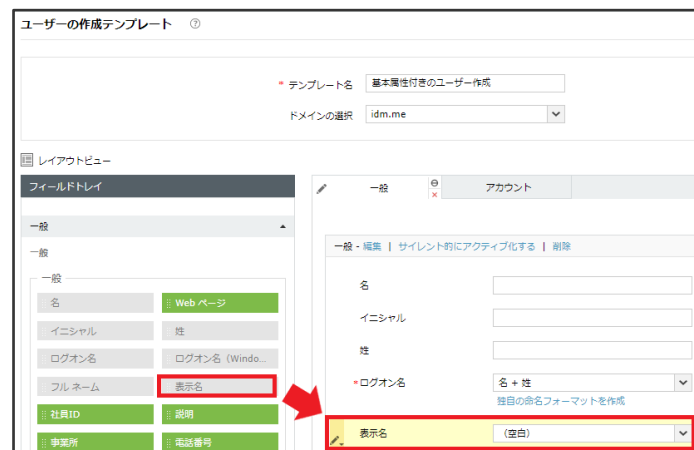 ユーザーの作成テンプレート ?
* テンプレート名 基本属性付きのユーザー作成
ドメインの選択 idm.me
レイアウトビュー
フィールドトレイ
一般
一般
一般
名 Web ページ
イニシャル 姓
ログオン名 ログオン名（Windo...
フル ネーム 表示名
社員ID 説明
事業所 電話番号
一般 アカウント
一般 - 編集 | サイレント的にアクティブ化する | 削除
名
イニシャル
姓
*ログオン名 名 + 姓
独自の命名フォーマットを作成
表示名 （空白）